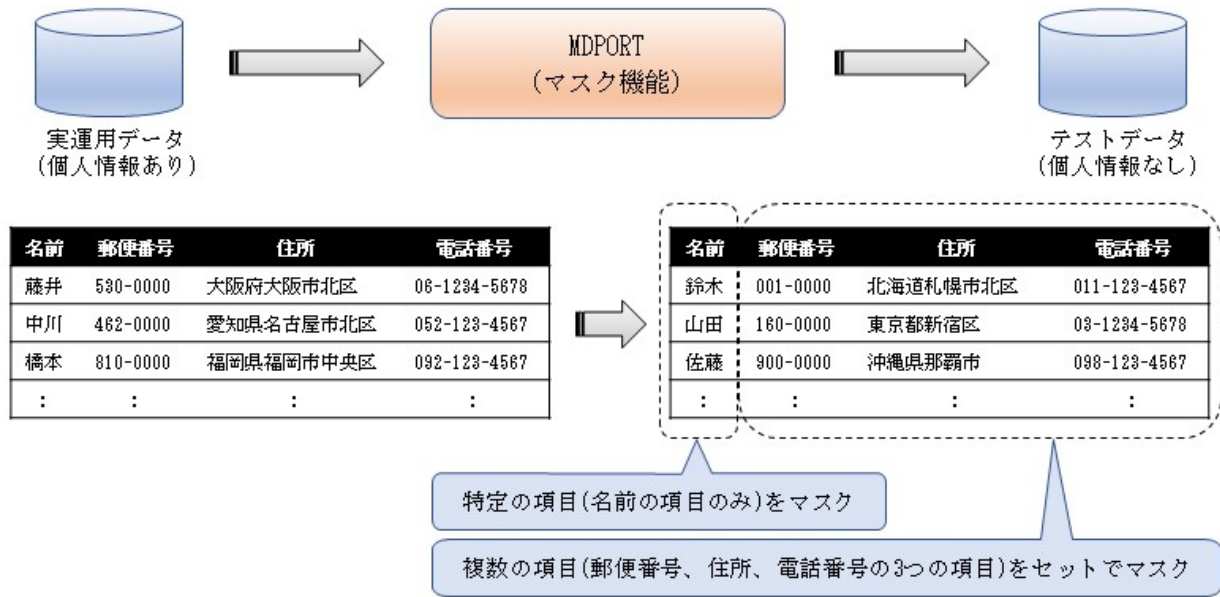 MDPORT
(マスク機能)
実運用データ
(個人情報あり)
テストデータ
(個人情報なし)
名前 郵便番号 住所 電話番号
藤井 530-0000 大阪府大阪市北区 06-1234-5678
中川 462-0000 愛知県名古屋市北区 052-123-4567
橋本 810-0000 福岡県福岡市中央区 092-123-4567
: : : :
名前 郵便番号 住所 電話番号
鈴木 001-0000 北海道札幌市北区 011-123-4567
山田 160-0000 東京都新宿区 03-1234-5678
佐藤 900-0000 沖縄県那覇市 098-123-4567
: : : :
特定の項目(名前の項目のみ)をマスク
複数の項目(郵便番号、住所、電話番号の3つの項目)をセットでマスク